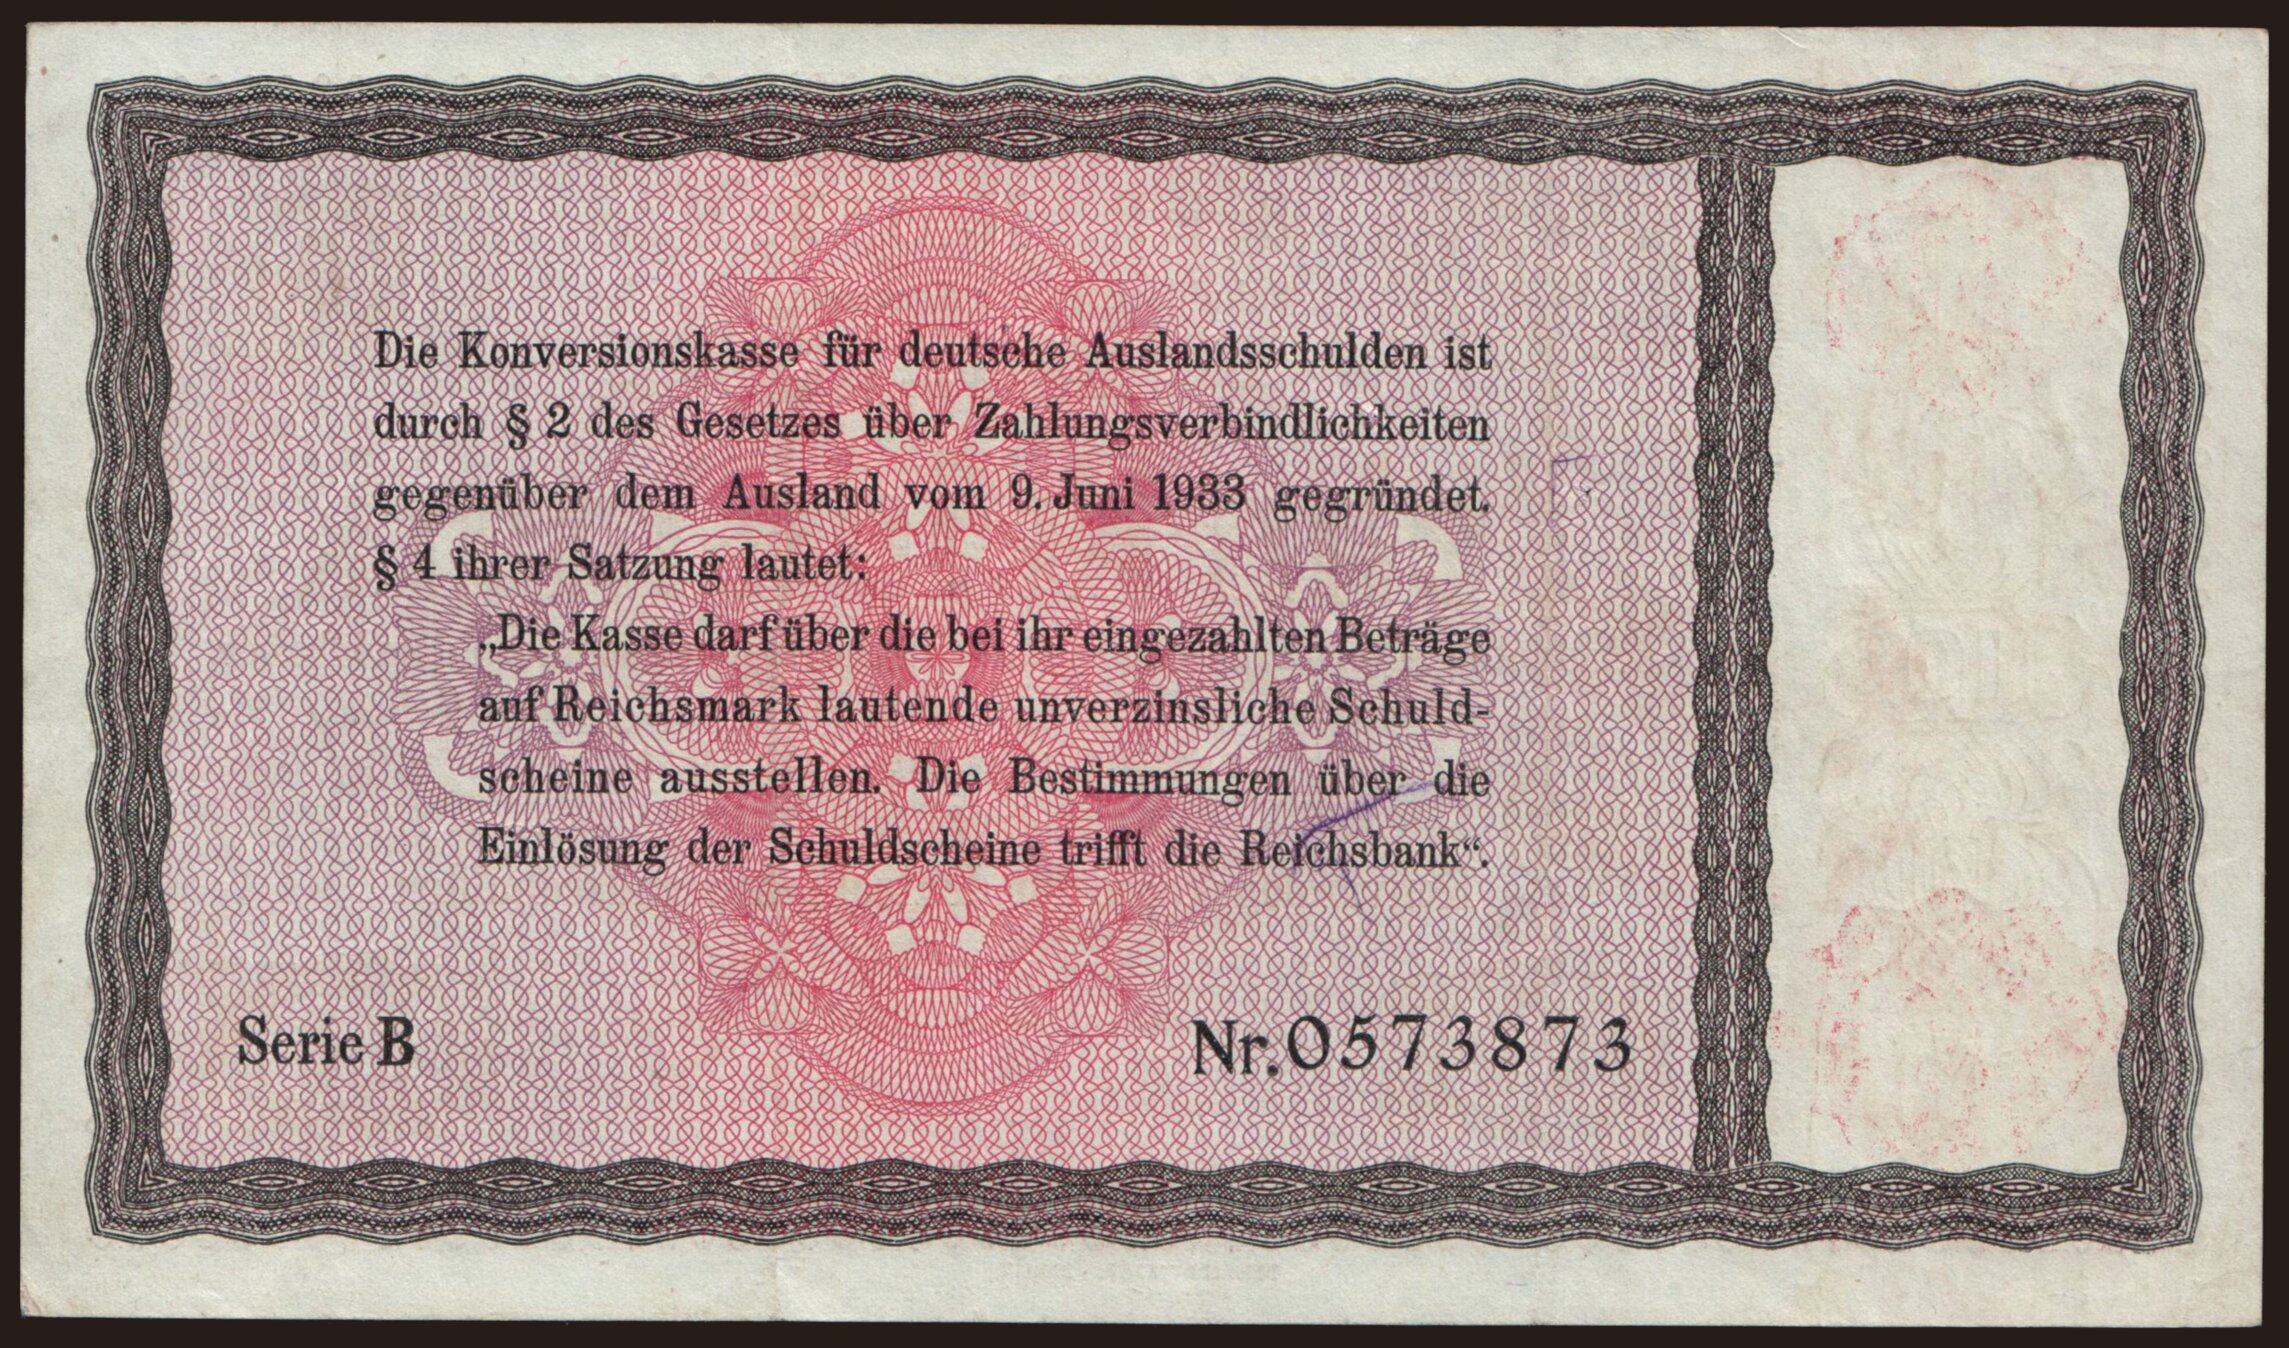 Die Konversionskasse für deutsche Auslandsschulden ist
durch § 2 des Gesetzes über Zahlungsverbindlichkeiten
gegenüber dem Ausland vom 9. Juni 1933 gegründet.
§ 4 ihrer Satzung lautet:
„Die Kasse darf über die bei ihr eingezahlten Beträge
auf Reichsmark lautende unverzinsliche Schuld-
scheine ausstellen. Die Bestimmungen über die
Einlösung der Schuldscheine trifft die Reichsbank“.
Serie B
Nr. 0573873